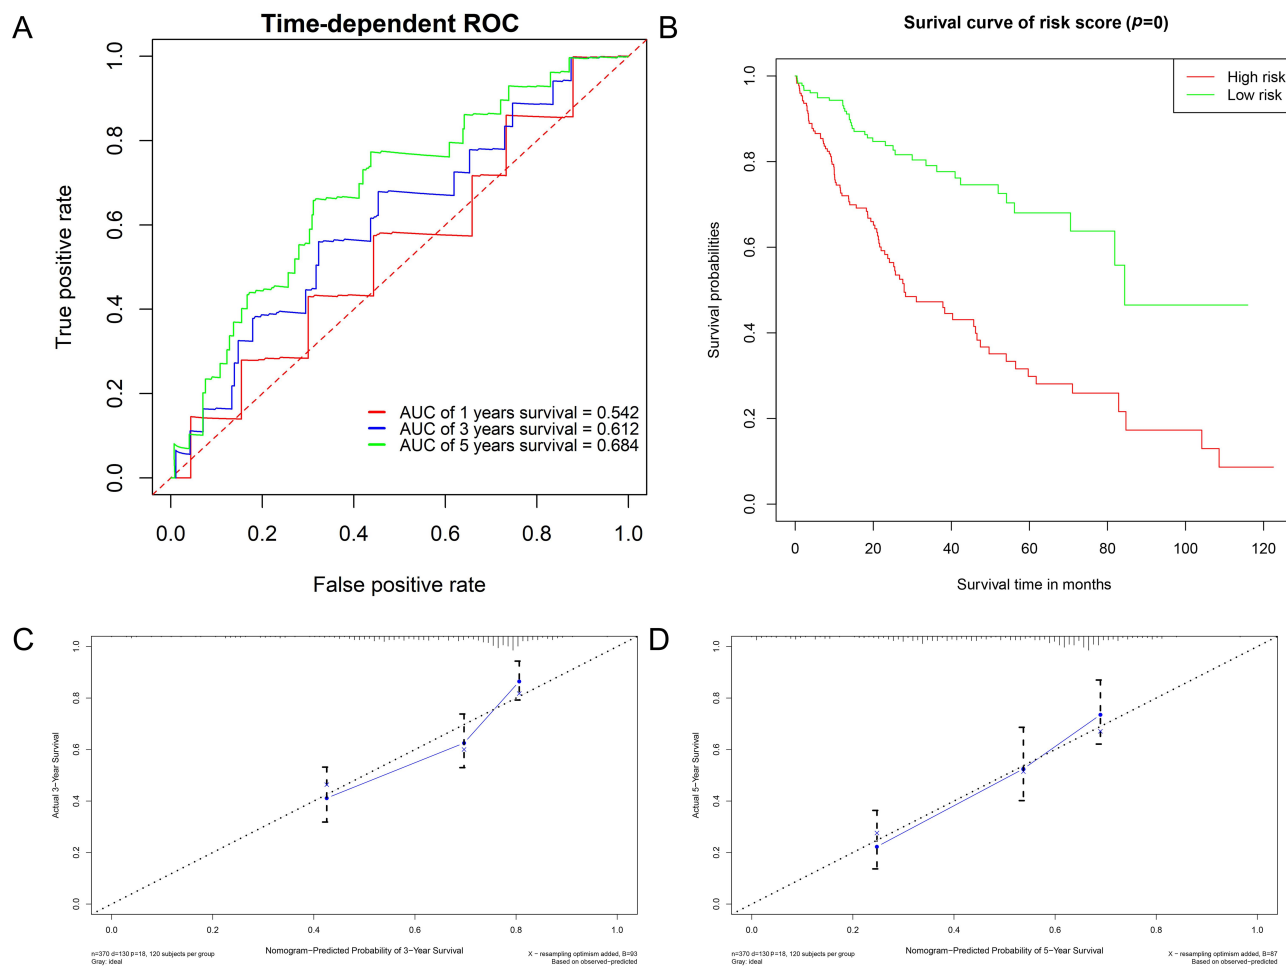 A
Time-dependent ROC
True positive rate
1.0
0.8
0.6
0.4
0.2
0.0
AUC of 1 years survival = 0.542
AUC of 3 years survival = 0.612
AUC of 5 years survival = 0.684
0.0 0.2 0.4 0.6 0.8 1.0
False positive rate
B
Surival curve of risk score (p=0)
High risk
Low risk
Survival probabilities
1.0
0.8
0.6
0.4
0.2
0.0
0 20 40 60 80 100 120
Survival time in months
C
Actual 3−Year Survival
1.0
0.8
0.6
0.4
0.2
0.0
0.0 0.2 0.4 0.6 0.8 1.0
Nomogram−Predicted Probability of 3−Year Survival
n=370 d=130 p=18, 120 subjects per group
Gray: ideal
X − resampling optimism added, B=93
Based on observed−predicted
D
Actual 5−Year Survival
1.0
0.8
0.6
0.4
0.2
0.0
0.0 0.2 0.4 0.6 0.8 1.0
Nomogram−Predicted Probability of 5−Year Survival
n=370 d=130 p=18, 120 subjects per group
Gray: ideal
X − resampling optimism added, B=87
Based on observed−predicted